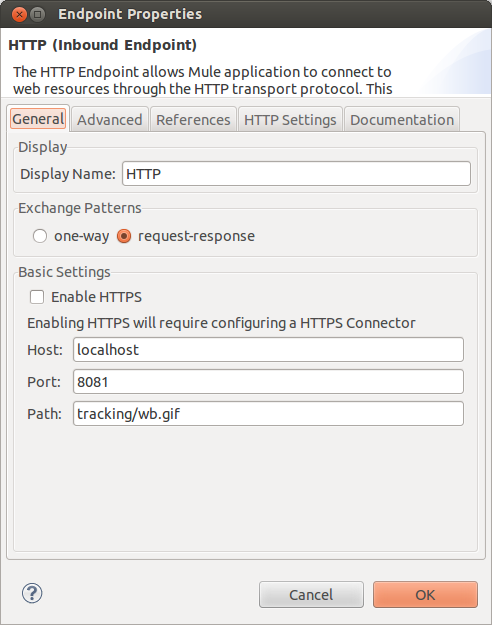 Endpoint Properties
HTTP (Inbound Endpoint)
The HTTP Endpoint allows Mule application to connect to
web resources through the HTTP transport protocol. This
General Advanced References HTTP Settings Documentation
Display
Display Name: HTTP
Exchange Patterns
one-way request-response
Basic Settings
Enable HTTPS
Enabling HTTPS will require configuring a HTTPS Connector
Host: localhost
Port: 8081
Path: tracking/wb.gif
? Cancel OK